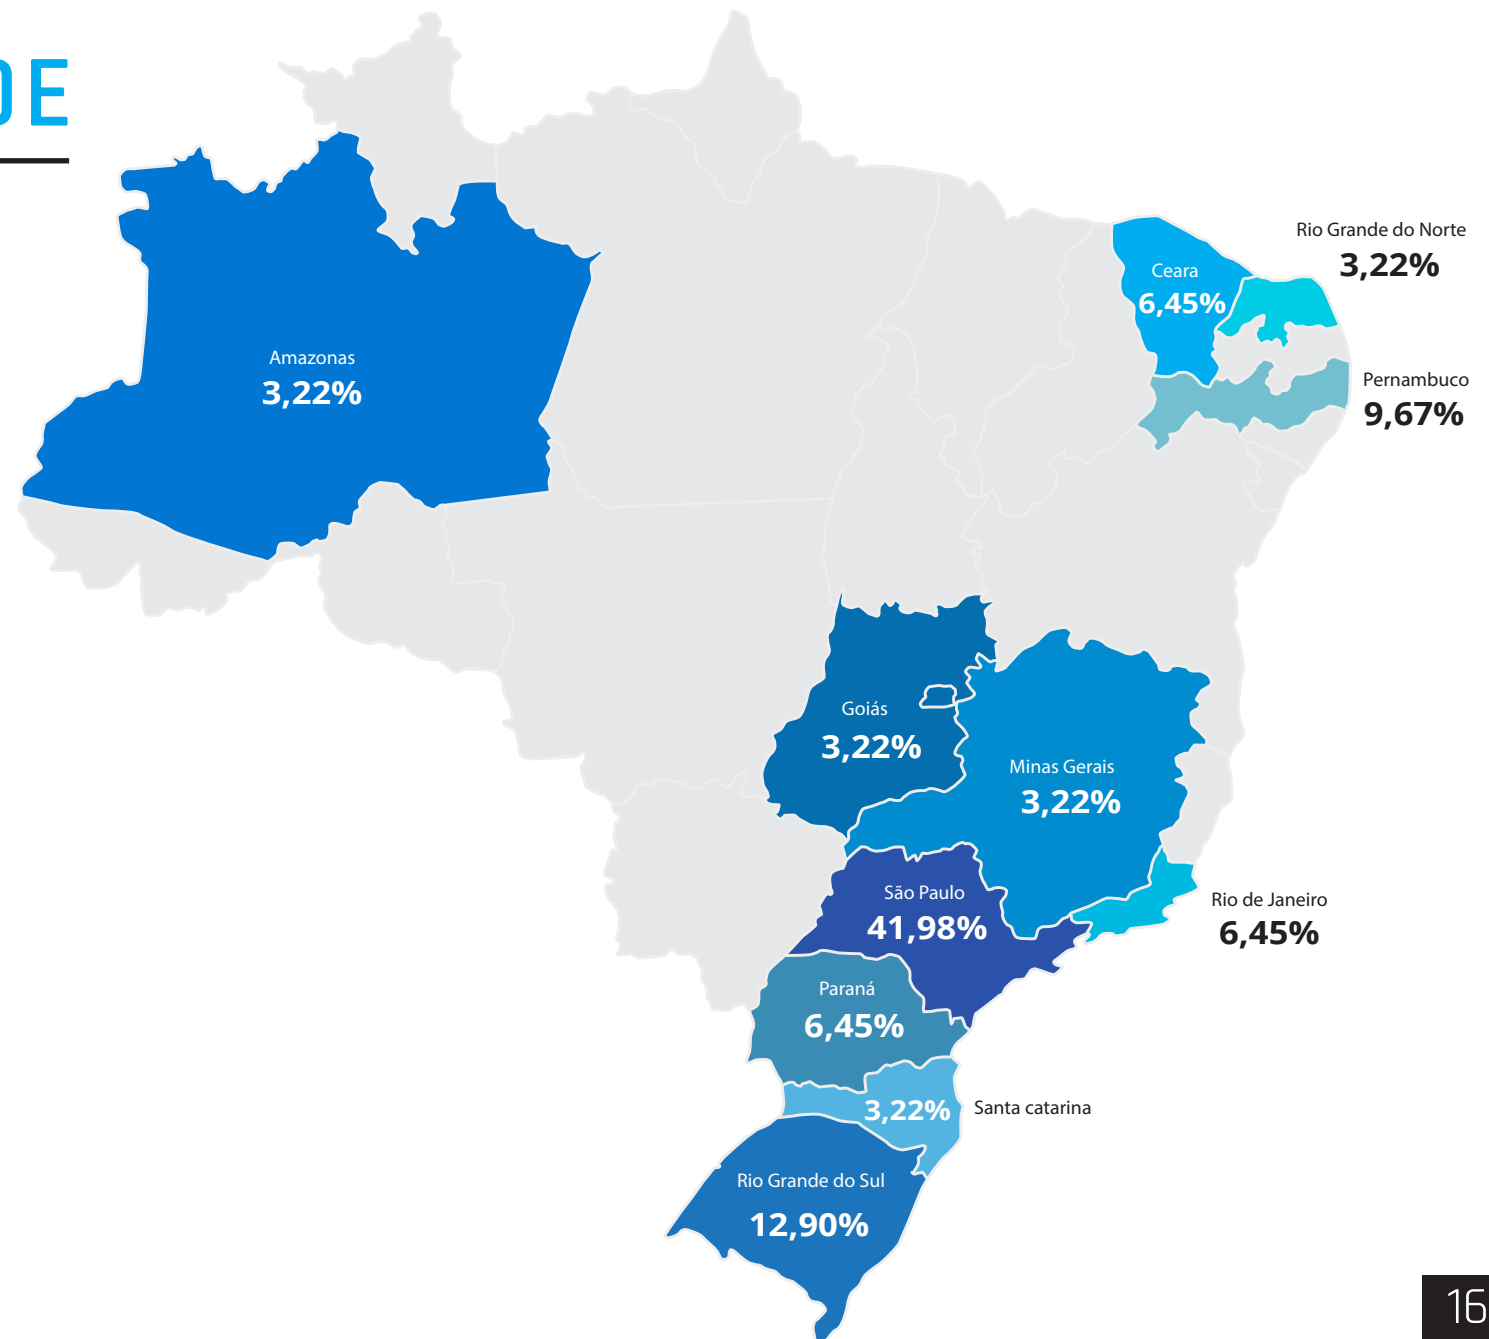 DE
Rio Grande do Norte
3,22%
Ceara
6,45%
Amazonas
3,22%
Pernambuco
9,67%
Goiás
3,22%
Minas Gerais
3,22%
São Paulo
41,98%
Rio de Janeiro
6,45%
Paraná
6,45%
3,22%
Santa catarina
Rio Grande do Sul
12,90%
16